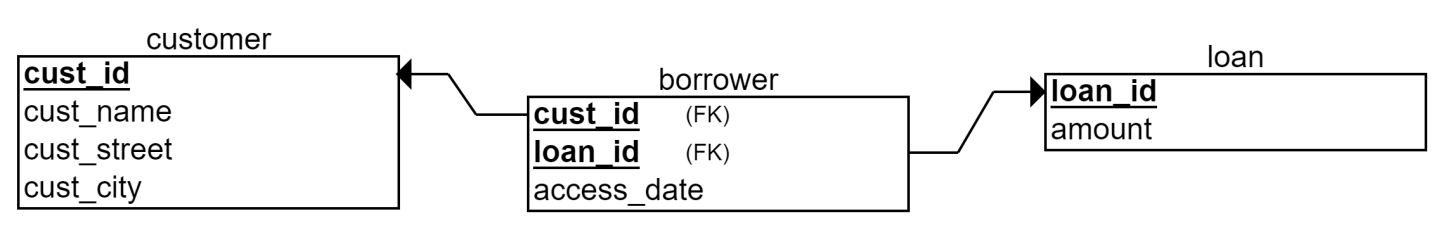 customer
cust_id
cust_name
cust_street
cust_city
borrower
cust_id (FK)
loan_id (FK)
access_date
loan
loan_id
amount